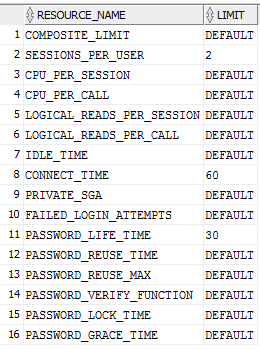 RESOURCE_NAME LIMIT
1 COMPOSITE_LIMIT DEFAULT
2 SESSIONS_PER_USER 2
3 CPU_PER_SESSION DEFAULT
4 CPU_PER_CALL DEFAULT
5 LOGICAL_READS_PER_SESSION DEFAULT
6 LOGICAL_READS_PER_CALL DEFAULT
7 IDLE_TIME DEFAULT
8 CONNECT_TIME 60
9 PRIVATE_SGA DEFAULT
10 FAILED_LOGIN_ATTEMPTS DEFAULT
11 PASSWORD_LIFE_TIME 30
12 PASSWORD_REUSE_TIME DEFAULT
13 PASSWORD_REUSE_MAX DEFAULT
14 PASSWORD_VERIFY_FUNCTION DEFAULT
15 PASSWORD_LOCK_TIME DEFAULT
16 PASSWORD_GRACE_TIME DEFAULT